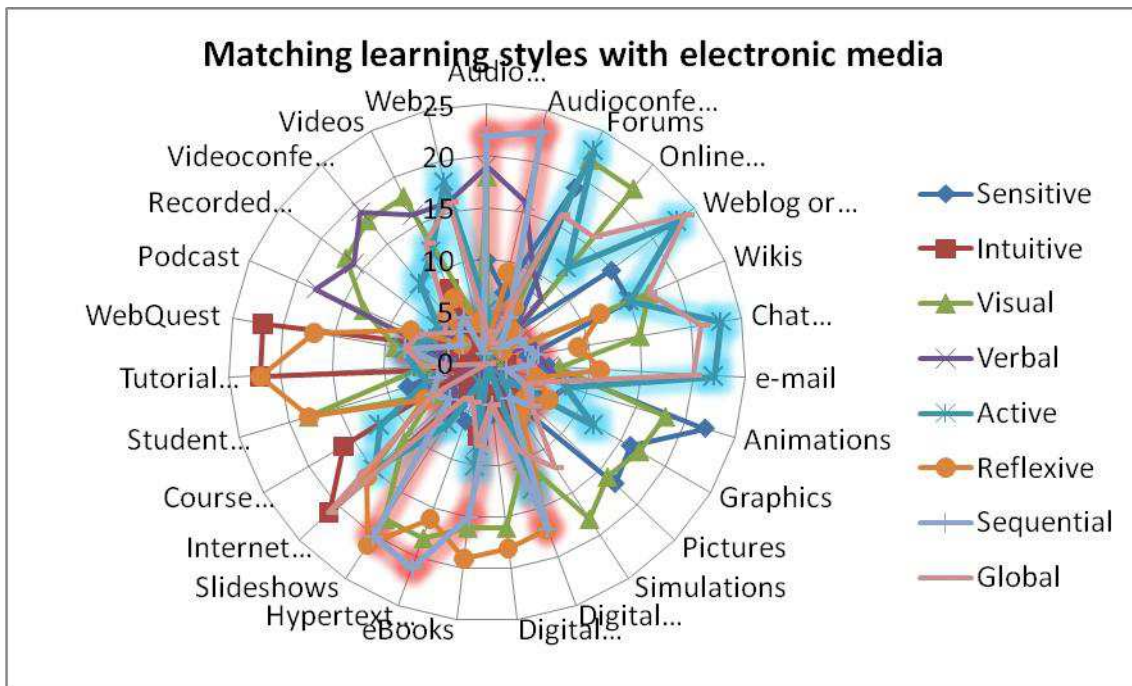 Matching learning styles with electronic media
Audio...
Audioconfe...
Forums
Online...
Weblog or...
Wikis
Chat...
e-mail
Animations
Graphics
Pictures
Simulations
Digital...
Digital...
eBooks
Hypertext...
Slideshows
Internet...
Course...
Student...
Tutorial...
WebQuest
Podcast
Recorded...
Videoconfe...
Videos
Web...
25
20
15
10
5
0
Sensitive
Intuitive
Visual
Verbal
Active
Reflexive
Sequential
Global